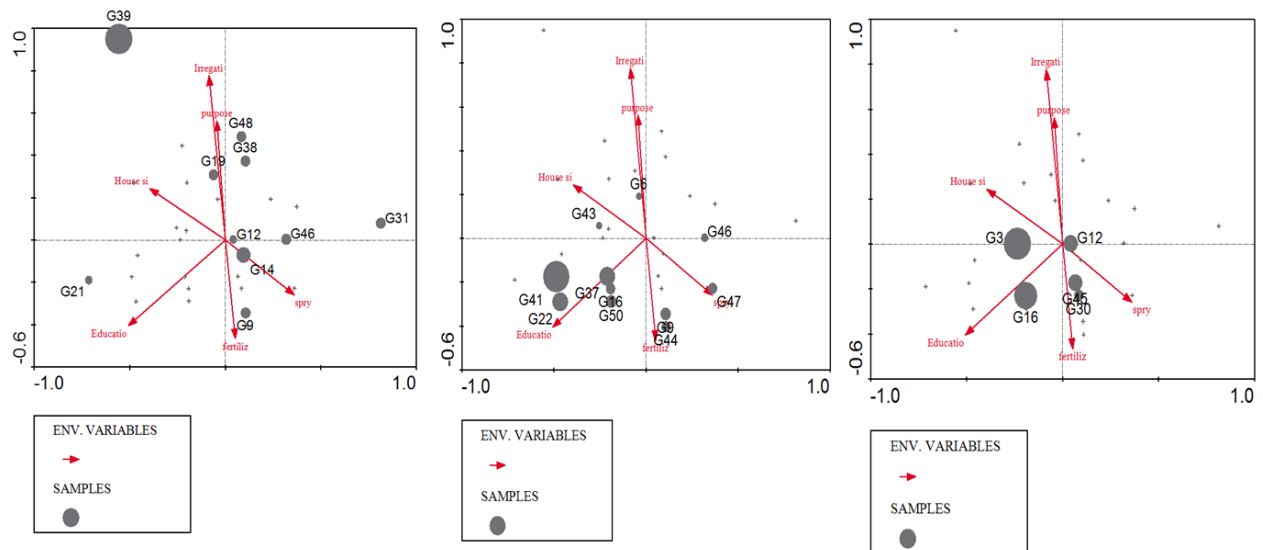 G39
1.0
Irregati
purpose
G48
G38
G19
House si
G31
G12
G46
G14
G21
spry
G9
Educatio
fertiliz
-0.6
-1.0
1.0
ENV. VARIABLES
SAMPLES
1.0
Irregati
purpose
House si
G6
G43
G46
G41
G37
G16
G47
G22
G50
Educatio
G9
G44
fertiliz
-0.6
-1.0
1.0
ENV. VARIABLES
SAMPLES
1.0
Irregati
purpose
House si
G3
G12
G45
G30
G16
spry
Educatio
fertiliz
-0.6
-1.0
1.0
ENV. VARIABLES
SAMPLES